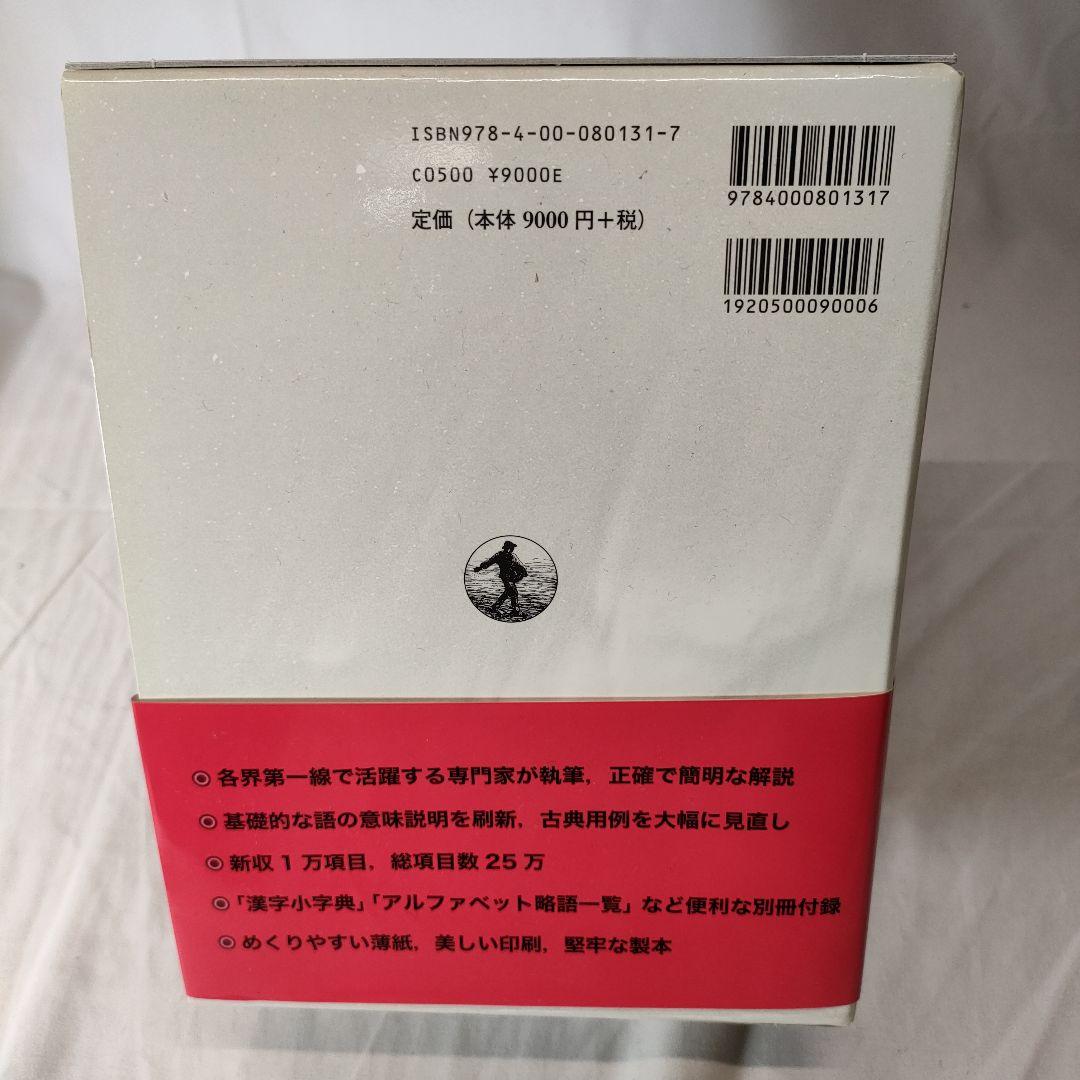 ISBN978-4-00-080131-7
C0500 ¥9000E
定価（本体 9000 円＋税）
9784000801317
1920500090006
◉ 各界第一線で活躍する専門家が執筆，正確で簡明な解説
◉ 基礎的な語の意味説明を刷新，古典用例を大幅に見直し
◉ 新収 1 万項目，総項目数 25 万
◉ 「漢字小字典」「アルファベット略語一覧」など便利な別冊付録
◉ めくりやすい薄紙，美しい印刷，堅牢な製本